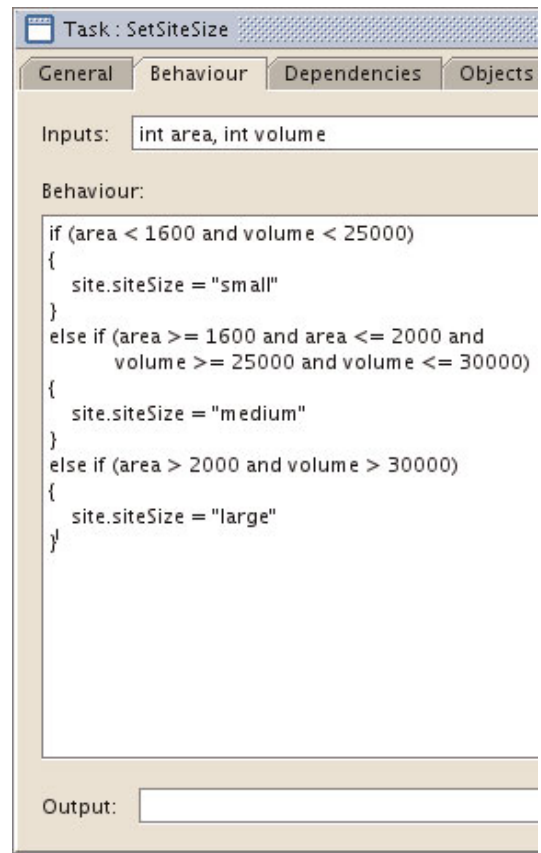 Task : SetSiteSize
General Behaviour Dependencies Objects
Inputs: int area, int volume
Behaviour:
if (area < 1600 and volume < 25000)
{
site.siteSize = "small"
}
else if (area >= 1600 and area <= 2000 and
volume >= 25000 and volume <= 30000)
{
site.siteSize = "medium"
}
else if (area > 2000 and volume > 30000)
{
site.siteSize = "large"
}
Output: